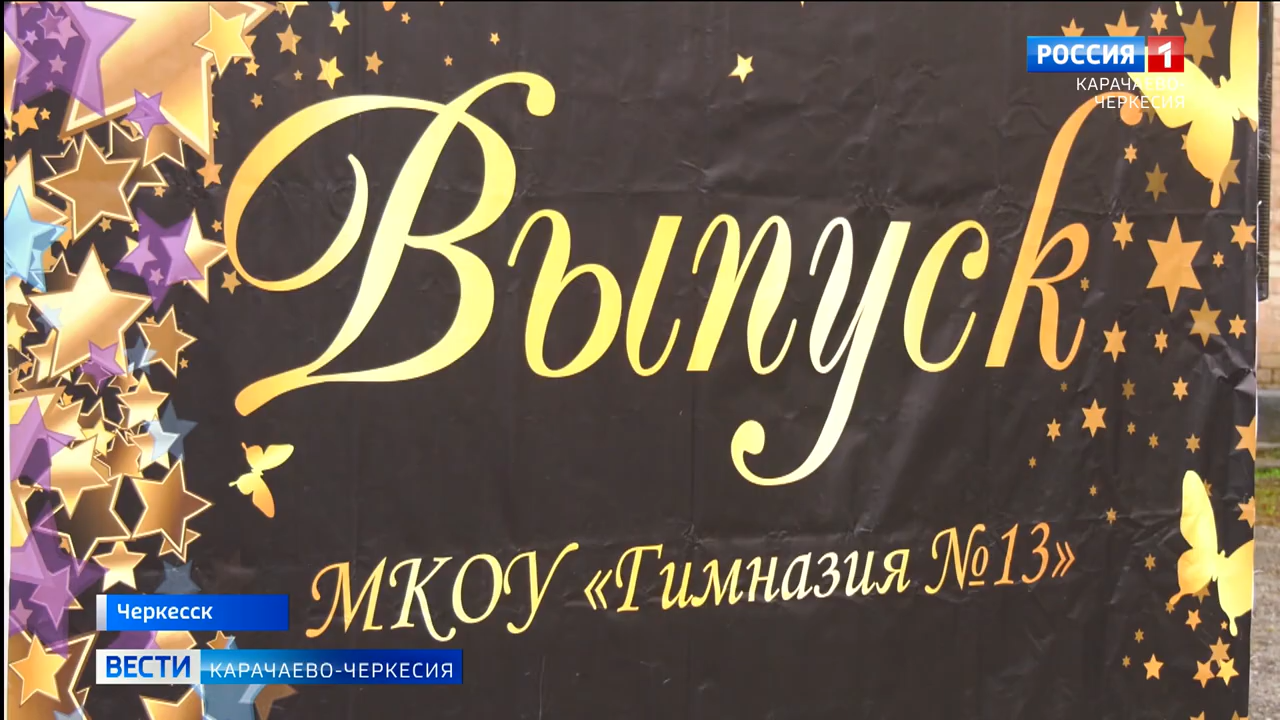 РОССИЯ 1
КАРАЧАЕВО-
ЧЕРКЕСИЯ
Выпуск
МКОУ «Гимназия №13»
Черкесск
ВЕСТИ КАРАЧАЕВО-ЧЕРКЕСИЯ